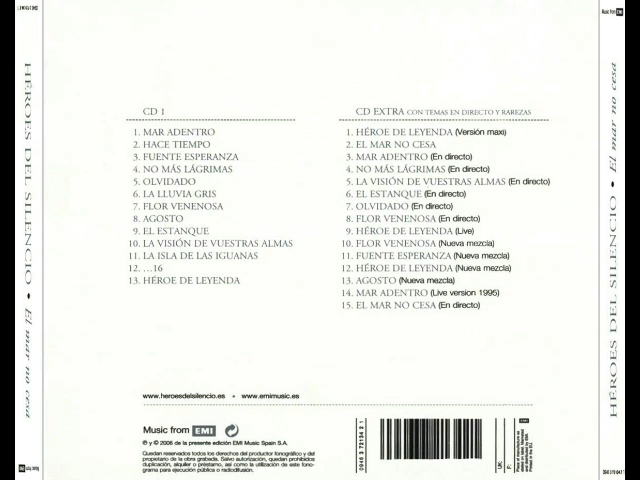 HÉROES DEL SILENCIO • El mar no cesa
CD 1
1. MAR ADENTRO
2. HACE TIEMPO
3. FUENTE ESPERANZA
4. NO MÁS LÁGRIMAS
5. OLVIDADO
6. LA LLUVIA GRIS
7. FLOR VENENOSA
8. AGOSTO
9. EL ESTANQUE
10. LA VISIÓN DE VUESTRAS ALMAS
11. LA ISLA DE LAS IGUANAS
12. ...16
13. HÉROE DE LEYENDA
CD EXTRA CON TEMAS EN DIRECTO Y RAREZAS
1. HÉROE DE LEYENDA (Versión maxi)
2. EL MAR NO CESA
3. MAR ADENTRO (En directo)
4. NO MÁS LÁGRIMAS (En directo)
5. LA VISIÓN DE VUESTRAS ALMAS (En directo)
6. EL ESTANQUE (En directo)
7. OLVIDADO (En directo)
8. FLOR VENENOSA (En directo)
9. HÉROE DE LEYENDA (Live)
10. FLOR VENENOSA (Nueva mezcla)
11. FUENTE ESPERANZA (Nueva mezcla)
12. HÉROE DE LEYENDA (Nueva mezcla)
13. AGOSTO (Nueva mezcla)
14. MAR ADENTRO (Live version 1995)
15. EL MAR NO CESA (En directo)
www.heroesdelsilencio.es • www.emimusic.es
Music from EMI
℗ y © 2006 de la presente edición EMI Music Spain S.A.
Quedan reservados todos los derechos del productor fonográfico y del
propietario de la obra grabada. Salvo autorización, quedan prohibidos
duplicación, alquiler o préstamo, así como la utilización de este fono-
grama para ejecución pública o radiodifusión.
0946 3 72134 2 1
UK:
F:
EMI
Music from EMI
HÉROES DEL SILENCIO • El mar no cesa